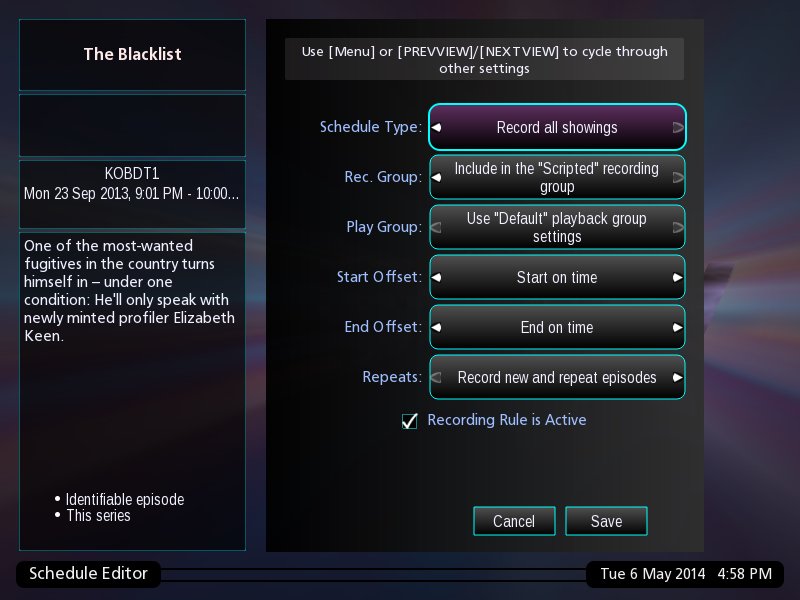 The Blacklist
KOBDT1
Mon 23 Sep 2013, 9:01 PM - 10:00...
One of the most-wanted
fugitives in the country turns
himself in – under one
condition: He'll only speak with
newly minted profiler Elizabeth
Keen.
• Identifiable episode
• This series
Use [Menu] or [PREVVIEW]/[NEXTVIEW] to cycle through
other settings
Schedule Type: Record all showings
Rec. Group: Include in the "Scripted" recording
group
Play Group: Use "Default" playback group
settings
Start Offset: Start on time
End Offset: End on time
Repeats: Record new and repeat episodes
Recording Rule is Active
Cancel Save
Schedule Editor
Tue 6 May 2014 4:58 PM